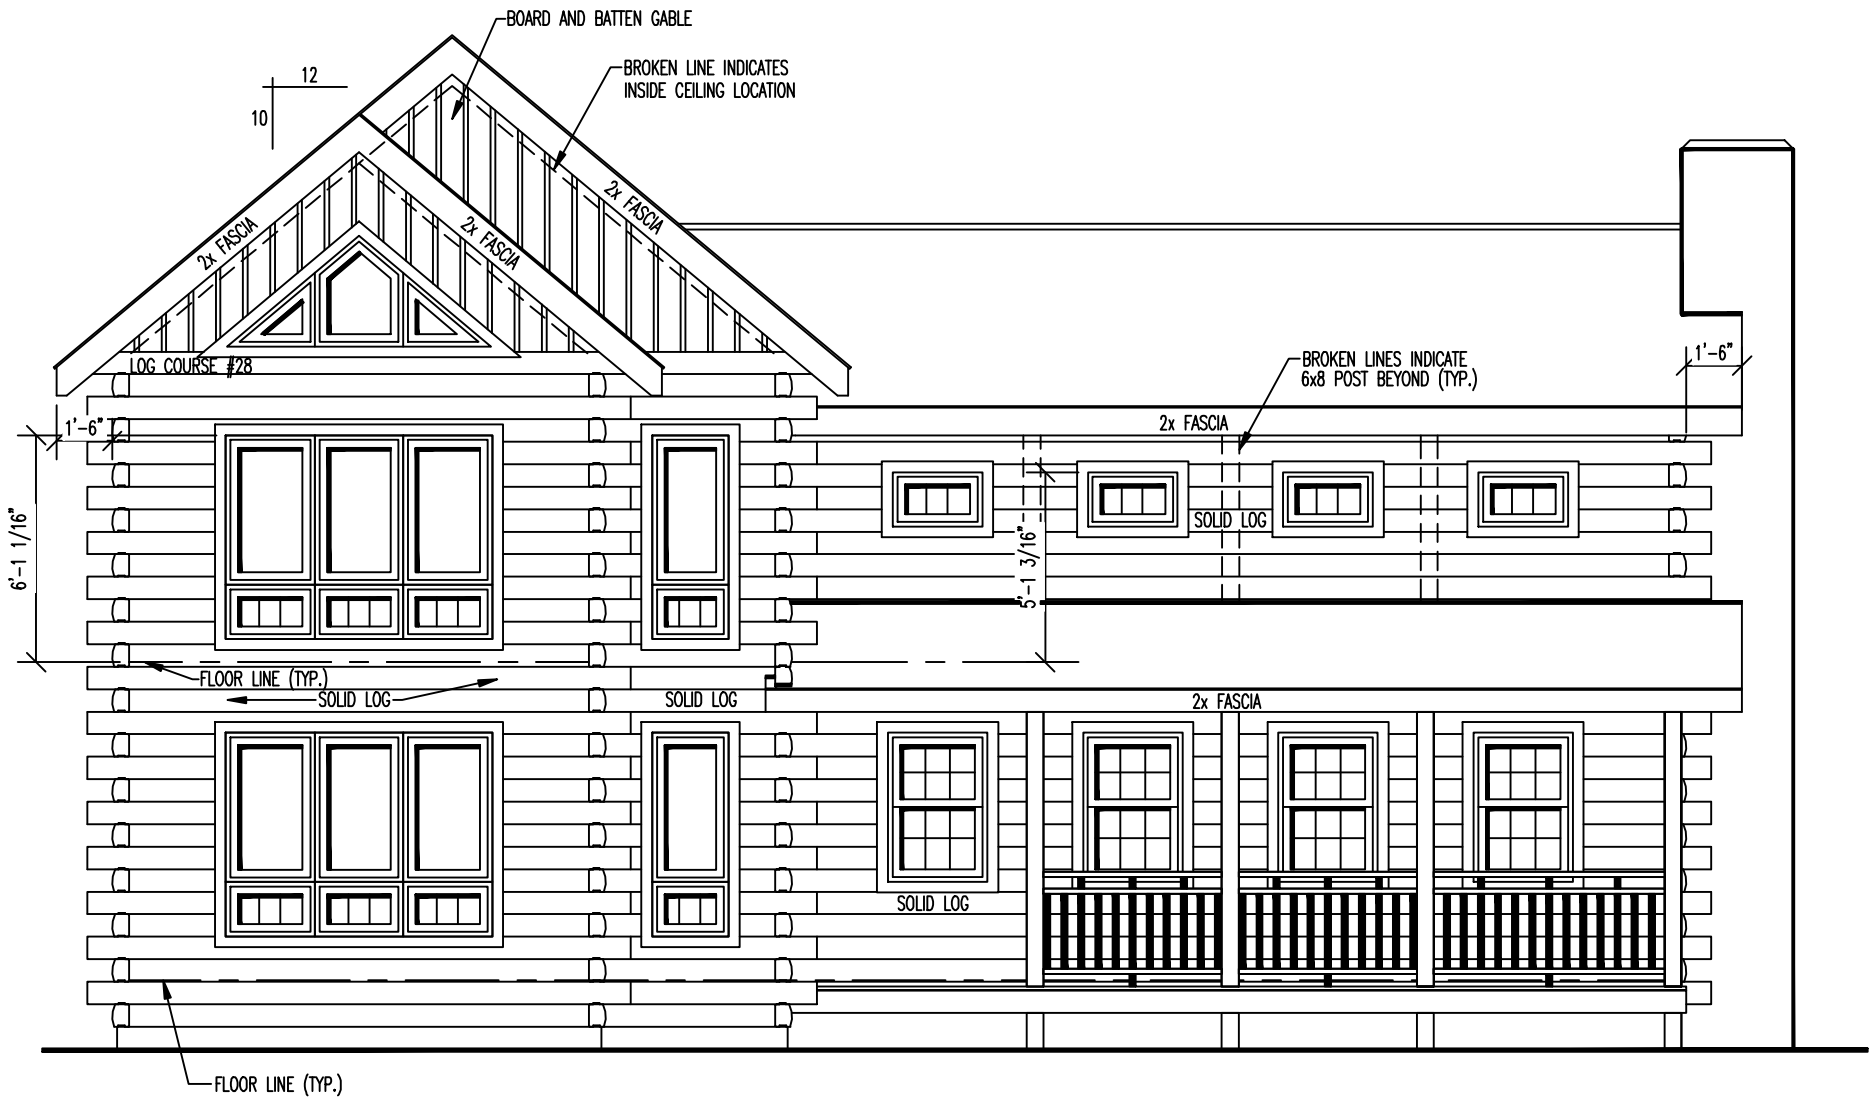 BOARD AND BATTEN GABLE
BROKEN LINE INDICATES
INSIDE CEILING LOCATION
12
10
2x FASCIA
2x FASCIA
2x FASCIA
LOG COURSE #28
1'-6"
BROKEN LINES INDICATE
6x8 POST BEYOND (TYP.)
1'-6"
2x FASCIA
6'-1 1/16"
SOLID LOG
5'-1 3/16"
FLOOR LINE (TYP.)
SOLID LOG
SOLID LOG
2x FASCIA
SOLID LOG
FLOOR LINE (TYP.)